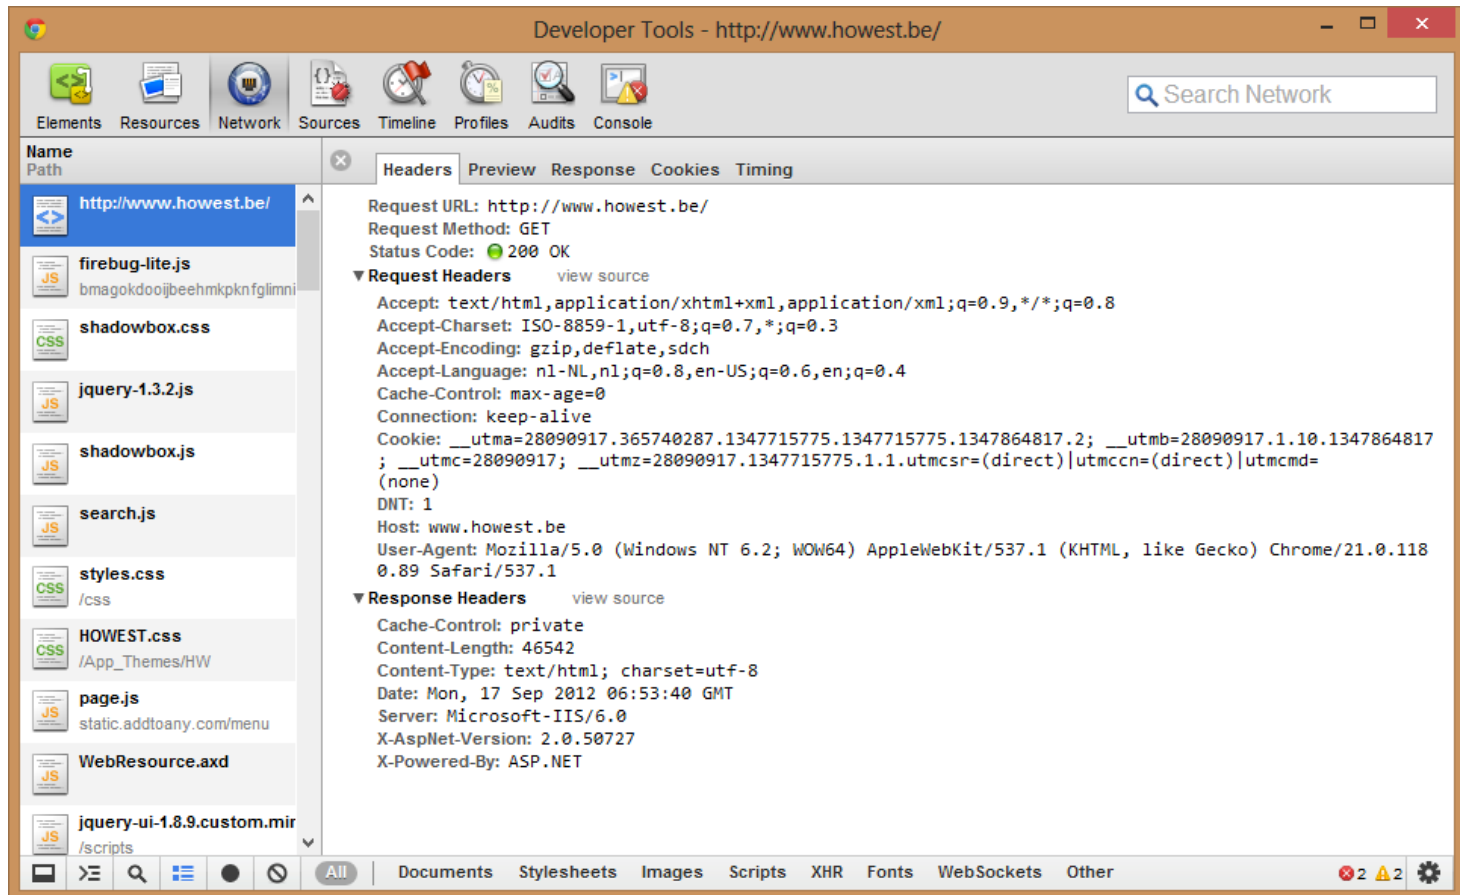 Developer Tools - http://www.howest.be/
Elements Resources Network Sources Timeline Profiles Audits Console
Search Network
Name
Path
Headers Preview Response Cookies Timing
http://www.howest.be/
firebug-lite.js
bmagokdooijbeehmkpknfglimni
shadowbox.css
jquery-1.3.2.js
shadowbox.js
search.js
styles.css
/css
HOWEST.css
/App_Themes/HW
page.js
static.addtoany.com/menu
WebResource.axd
jquery-ui-1.8.9.custom.mir
/scripts
Request URL: http://www.howest.be/
Request Method: GET
Status Code: 200 OK
Request Headers view source
Accept: text/html,application/xhtml+xml,application/xml;q=0.9,*/*;q=0.8
Accept-Charset: ISO-8859-1,utf-8;q=0.7,*;q=0.3
Accept-Encoding: gzip,deflate,sdch
Accept-Language: nl-NL,nl;q=0.8,en-US;q=0.6,en;q=0.4
Cache-Control: max-age=0
Connection: keep-alive
Cookie: __utma=28090917.365740287.1347715775.1347715775.1347864817.2; __utmb=28090917.1.10.1347864817
; __utmc=28090917; __utmz=28090917.1347715775.1.1.utmcsr=(direct)|utmccn=(direct)|utmcmd=
(none)
DNT: 1
Host: www.howest.be
User-Agent: Mozilla/5.0 (Windows NT 6.2; WOW64) AppleWebKit/537.1 (KHTML, like Gecko) Chrome/21.0.118
0.89 Safari/537.1
Response Headers view source
Cache-Control: private
Content-Length: 46542
Content-Type: text/html; charset=utf-8
Date: Mon, 17 Sep 2012 06:53:40 GMT
Server: Microsoft-IIS/6.0
X-AspNet-Version: 2.0.50727
X-Powered-By: ASP.NET
All Documents Stylesheets Images Scripts XHR Fonts WebSockets Other 2 2